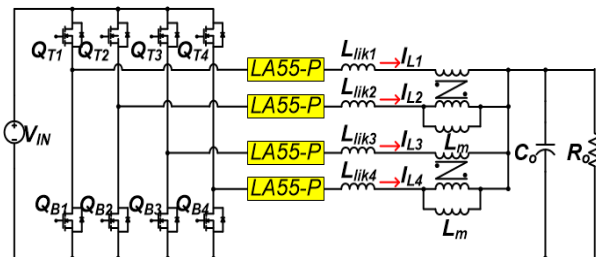 QT1 QT2 QT3 QT4
LA55-P Llik1 IL1
LA55-P Llik2 IL2
VIN
Lm
LA55-P Llik3 IL3
Co Ro
LA55-P Llik4 IL4
QB1 QB2 QB3 QB4
Lm